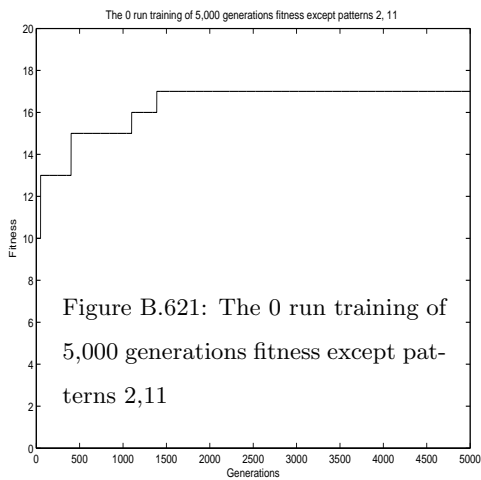 The 0 run training of 5,000 generations fitness except patterns 2, 11
20
18
16
14
12
10
8
6
4
2
0
Fitness
Figure B.621: The 0 run training of
5,000 generations fitness except pat-
terns 2,11
0 500 1000 1500 2000 2500 3000 3500 4000 4500 5000
Generations